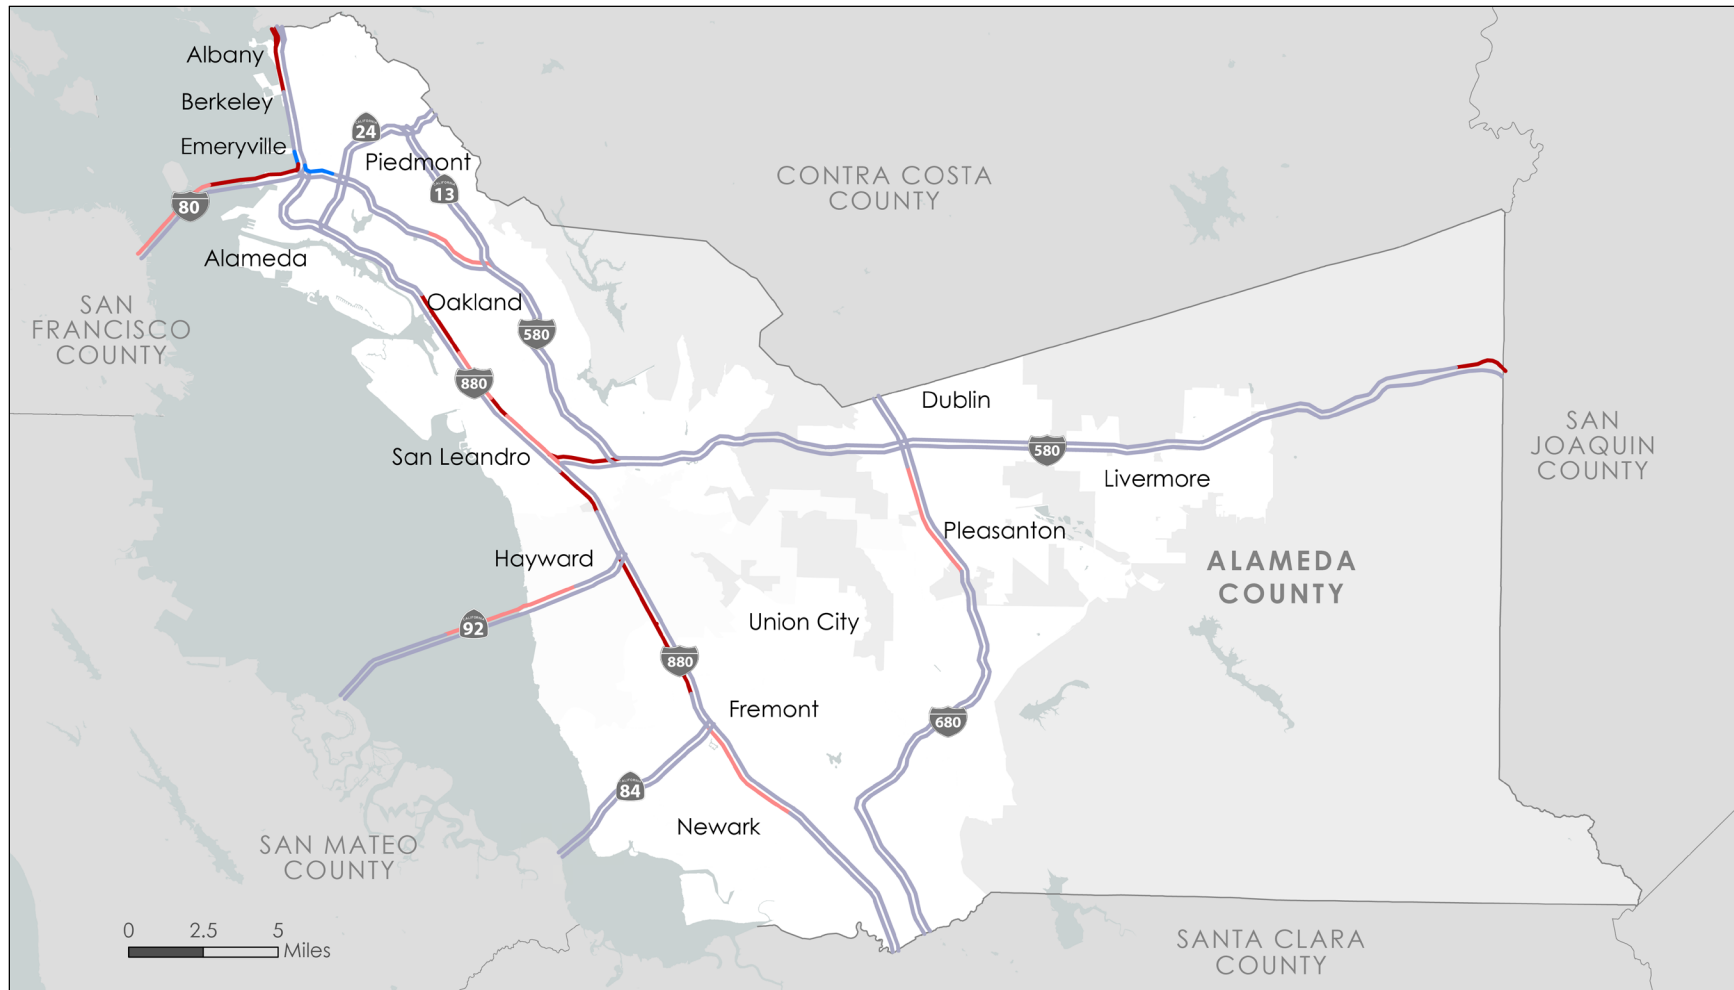 Albany
Berkeley
Emeryville
24
Piedmont
13
80
CONTRA COSTA
COUNTY
Alameda
SAN
FRANCISCO
COUNTY
Oakland
580
880
Dublin
San Leandro
580
Livermore
SAN
JOAQUIN
COUNTY
Pleasanton
Hayward
ALAMEDA
COUNTY
92
Union City
880
Fremont
680
84
Newark
SAN MATEO
COUNTY
0 2.5 5
Miles
SANTA CLARA
COUNTY